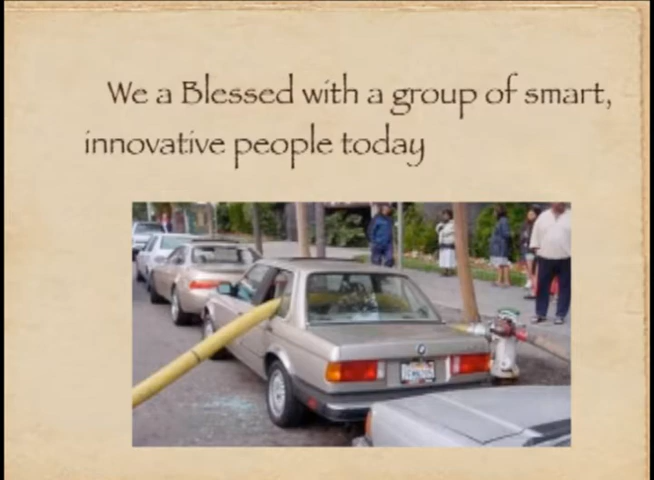 We a Blessed with a group of smart,
innovative people today